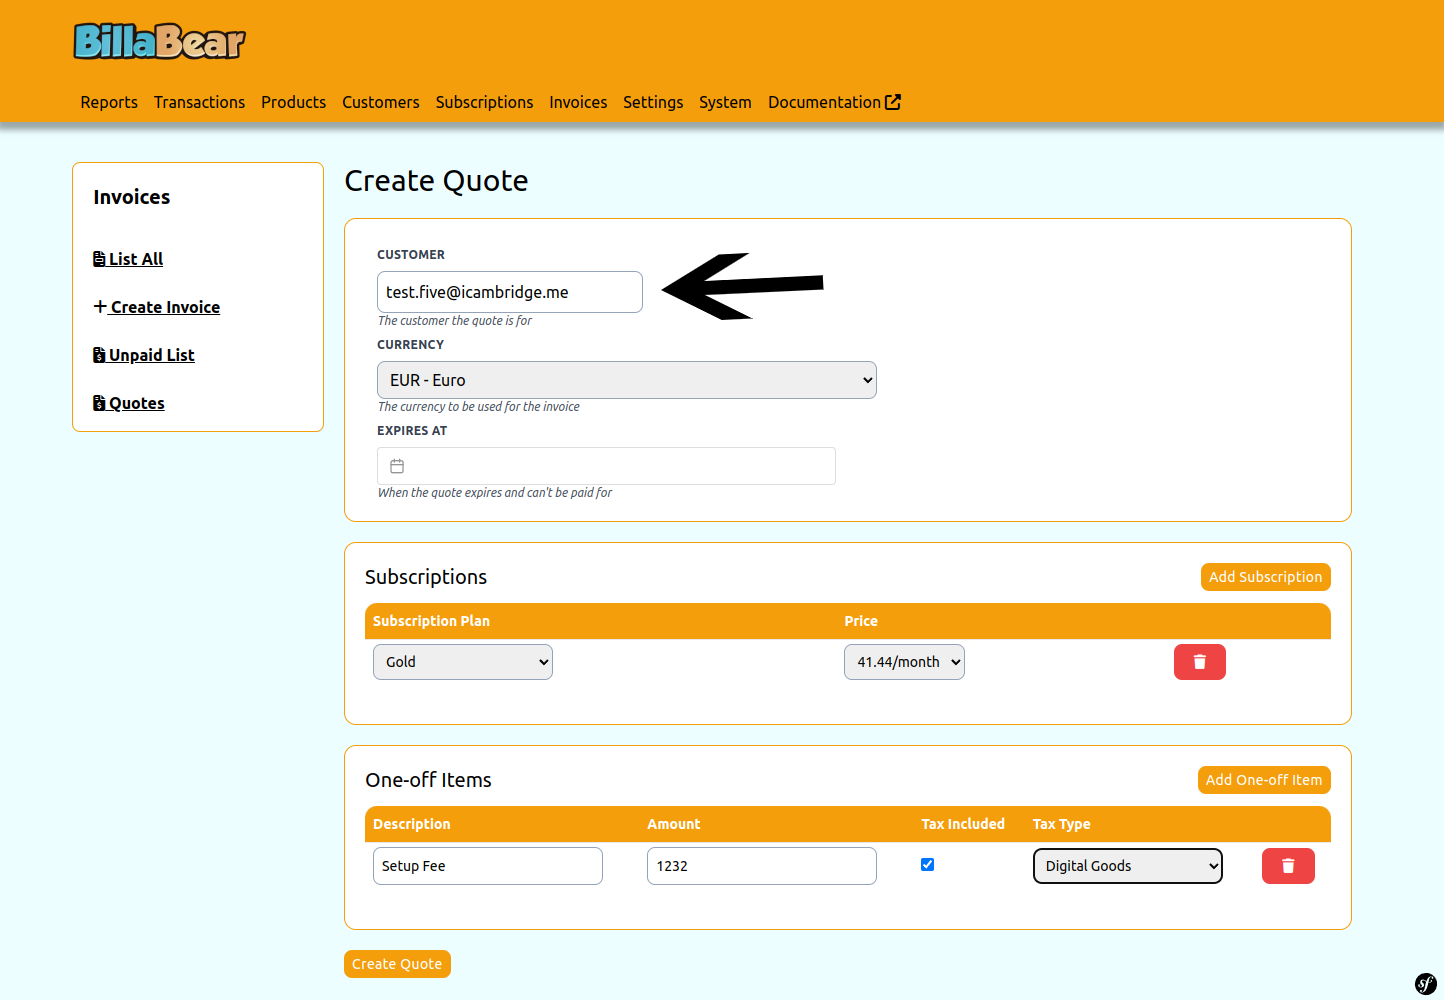 BillaBear
Reports Transactions Products Customers Subscriptions Invoices Settings System Documentation
Invoices
List All
Create Invoice
Unpaid List
Quotes
Create Quote
CUSTOMER
test.five@icambridge.me
The customer the quote is for
CURRENCY
EUR - Euro
The currency to be used for the invoice
EXPIRES AT
When the quote expires and can't be paid for
Subscriptions Add Subscription
Subscription Plan Price
Gold 41.44/month
One-off Items Add One-off Item
Description Amount Tax Included Tax Type
Setup Fee 1232 Digital Goods
Create Quote
sf